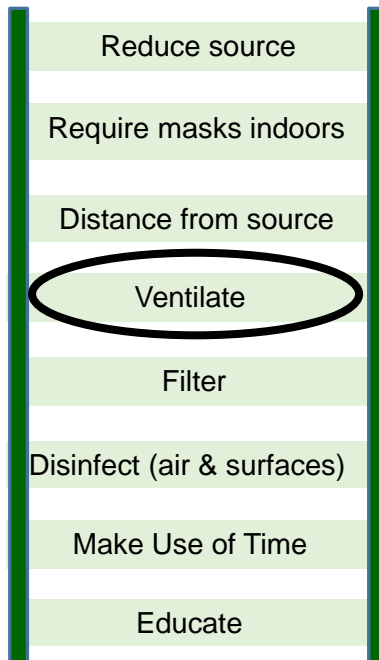 Reduce source
Require masks indoors
Distance from source
Ventilate
Filter
Disinfect (air & surfaces)
Make Use of Time
Educate